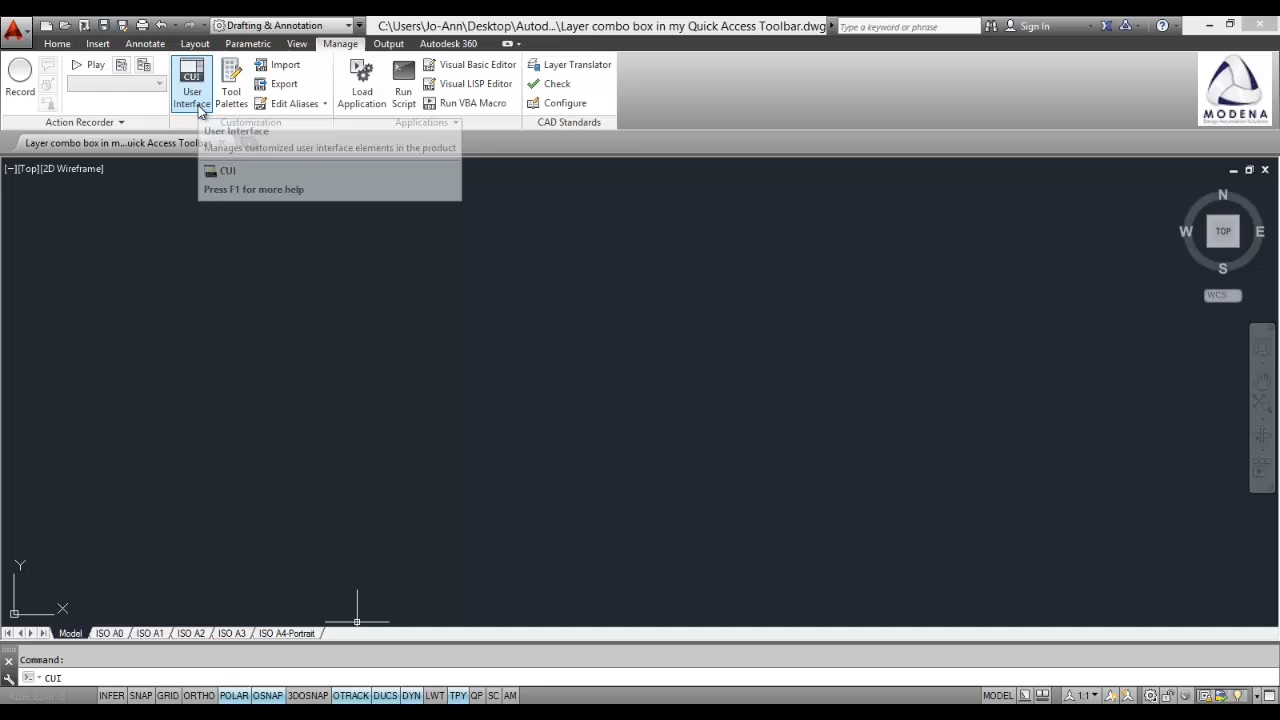 Drafting & Annotation
C:\Users\Jo-Ann\Desktop\Autod...\Layer combo box in my Quick Access Toolbar.dwg
Type a keyword or phrase
Sign In
Home Insert Annotate Layout Parametric View Manage Output Autodesk 360
Record
Play
Action Recorder
CUI
User
Interface
Tool
Palettes
Import
Export
Edit Aliases
Customization
Load
Application
Run
Script
Visual Basic Editor
Visual LISP Editor
Run VBA Macro
Applications
Layer Translator
Check
Configure
CAD Standards
MODENA
Design Automation Solutions
Layer combo box in m...uick Access Toolb
User Interface
Manages customized user interface elements in the product
CUI
Press F1 for more help
[−][Top][2D Wireframe]
N
W TOP E
S
WCS
Y
X
Model ISO A0 ISO A1 ISO A2 ISO A3 ISO A4-Portrait
Command:
CUI
INFER SNAP GRID ORTHO POLAR OSNAP 3DOSNAP OTRACK DUCS DYN LWT TPY QP SC AM
MODEL
1:1